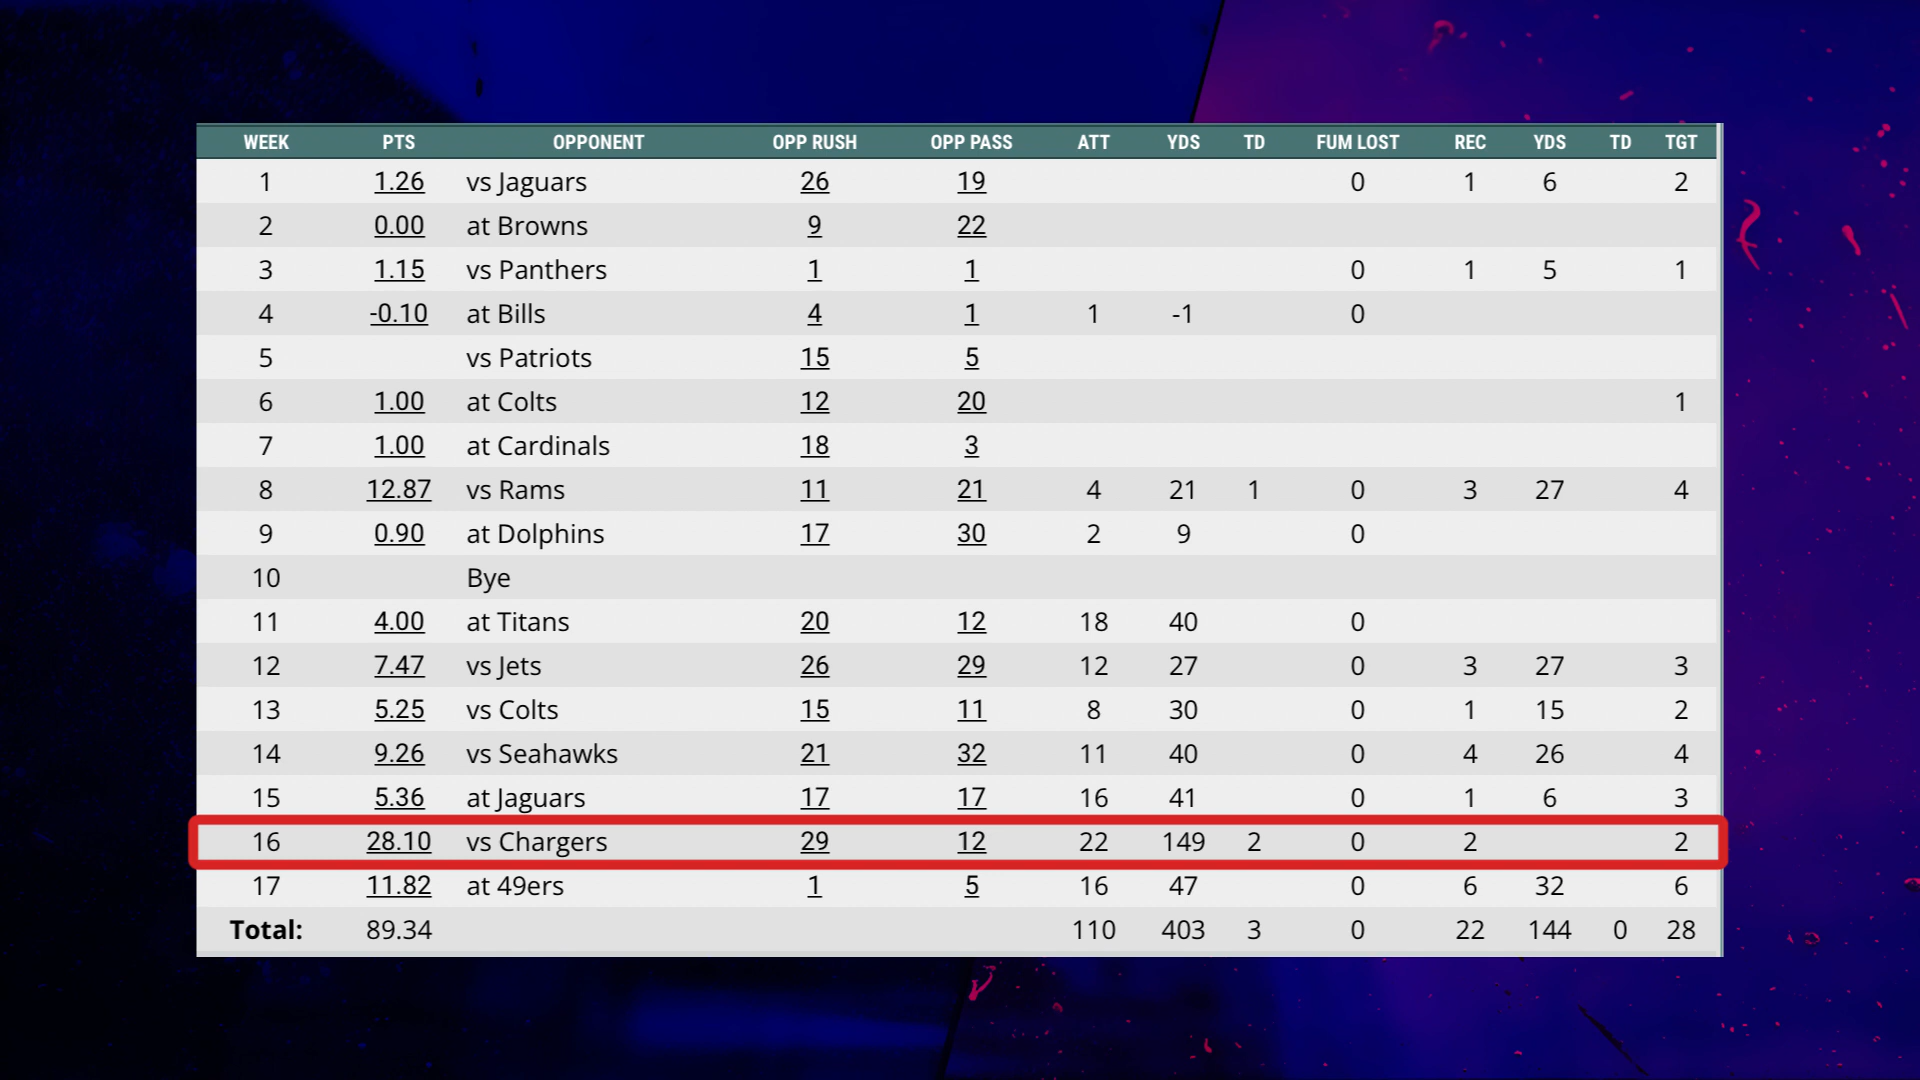 WEEK PTS OPPONENT OPP RUSH OPP PASS ATT YDS TD FUM LOST REC YDS TD TGT
1 1.26 vs Jaguars 26 19 0 1 6 2
2 0.00 at Browns 9 22
3 1.15 vs Panthers 1 1 0 1 5 1
4 -0.10 at Bills 4 1 1 -1 0
5 vs Patriots 15 5
6 1.00 at Colts 12 20 1
7 1.00 at Cardinals 18 3
8 12.87 vs Rams 11 21 4 21 1 0 3 27 4
9 0.90 at Dolphins 17 30 2 9 0
10 Bye
11 4.00 at Titans 20 12 18 40 0
12 7.47 vs Jets 26 29 12 27 0 3 27 3
13 5.25 vs Colts 15 11 8 30 0 1 15 2
14 9.26 vs Seahawks 21 32 11 40 0 4 26 4
15 5.36 at Jaguars 17 17 16 41 0 1 6 3
16 28.10 vs Chargers 29 12 22 149 2 0 2 2
17 11.82 at 49ers 1 5 16 47 0 6 32 6
Total: 89.34 110 403 3 0 22 144 0 28